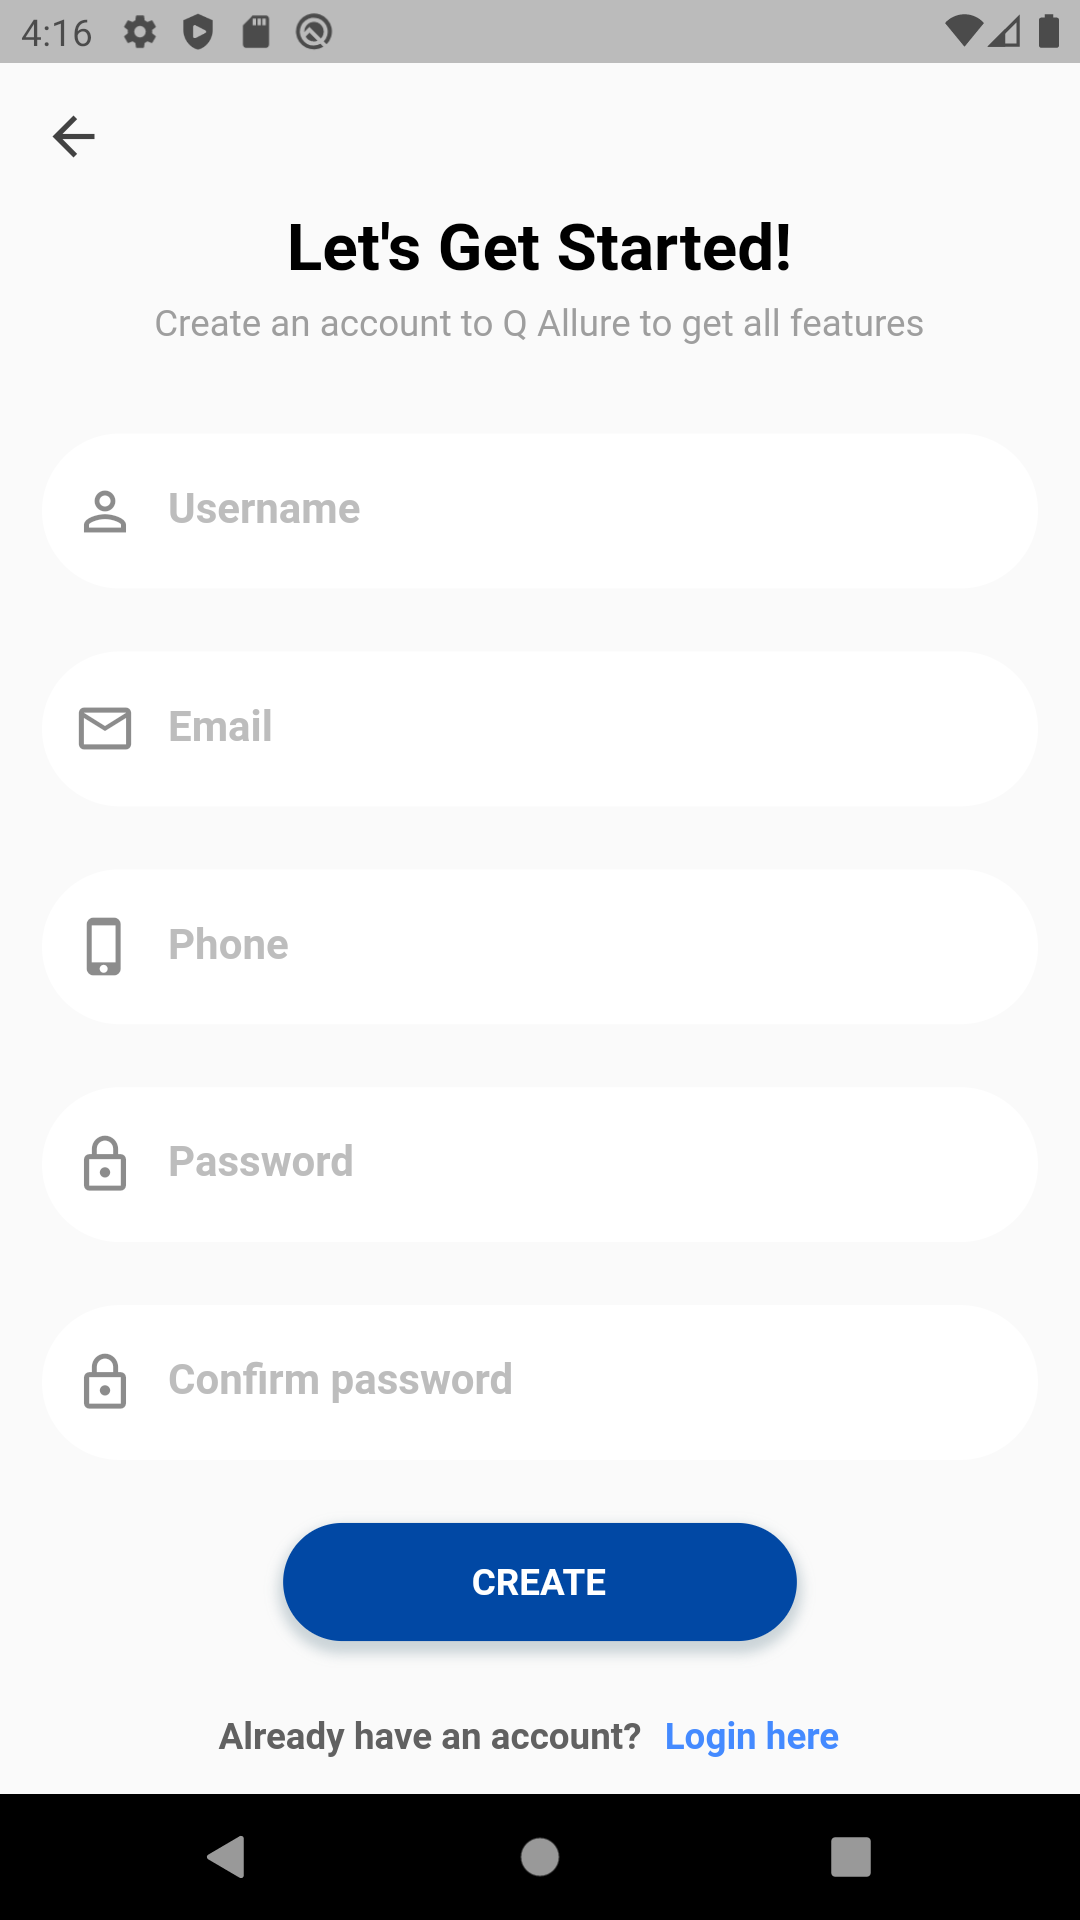 4:16
Let's Get Started!
Create an account to Q Allure to get all features
Username
Email
Phone
Password
Confirm password
CREATE
Already have an account? Login here